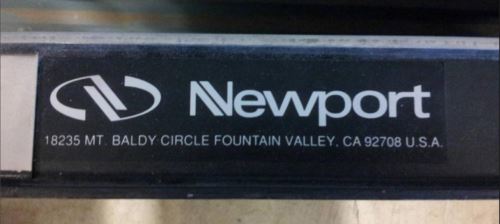 Newport
18235 MT. BALDY CIRCLE FOUNTAIN VALLEY, CA 92708 U.S.A.